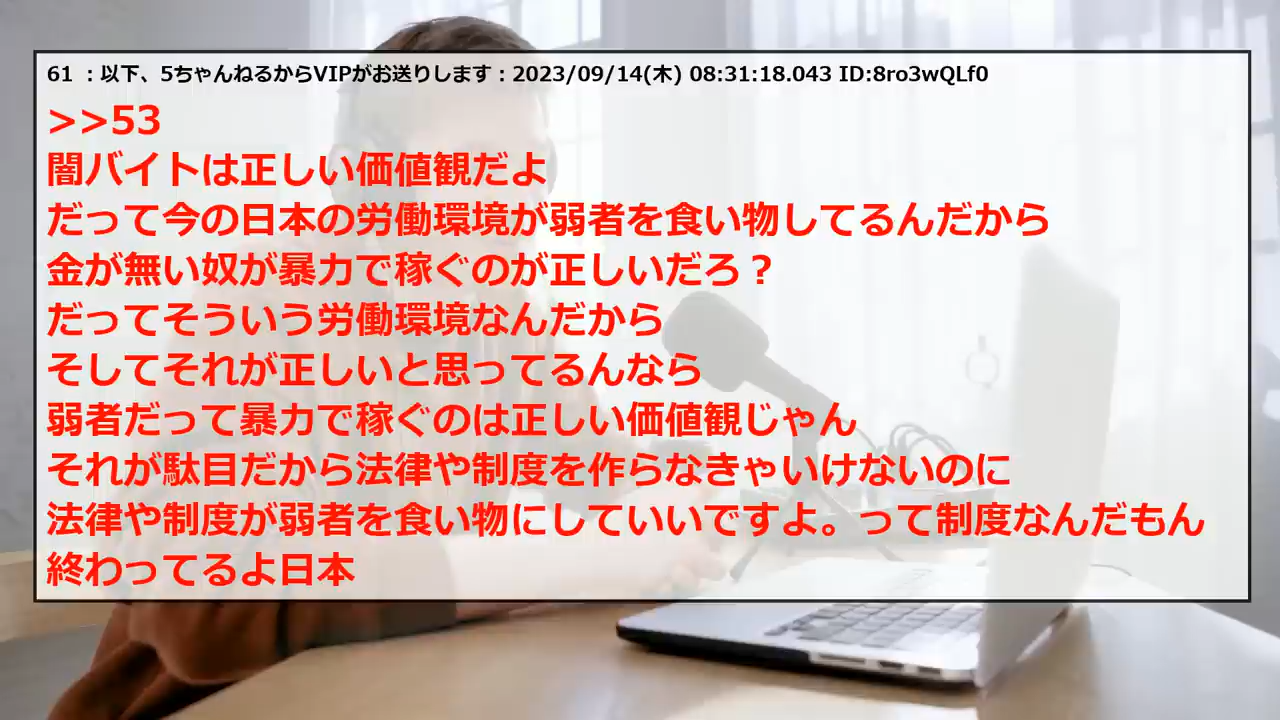 61 ：以下、5ちゃんねるからVIPがお送りします：2023/09/14(木) 08:31:18.043 ID:8ro3wQLf0
>>53
闇バイトは正しい価値観だよ
だって今の日本の労働環境が弱者を食い物してるんだから
金が無い奴が暴力で稼ぐのが正しいだろ？
だってそういう労働環境なんだから
そしてそれが正しいと思ってるんなら
弱者だって暴力で稼ぐのは正しい価値観じゃん
それが駄目だから法律や制度を作らなきゃいけないのに
法律や制度が弱者を食い物にしていいですよ。って制度なんだもん
終わってるよ日本